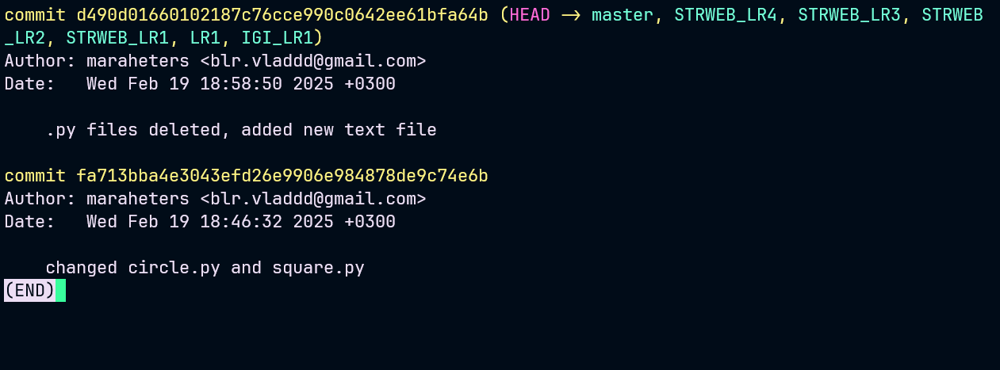 commit d490d01660102187c76cce990c0642ee61bfa64b (HEAD -> master, STRWEB_LR4, STRWEB_LR3, STRWEB
_LR2, STRWEB_LR1, LR1, IGI_LR1)
Author: maraheters <blr.vladdd@gmail.com>
Date:   Wed Feb 19 18:58:50 2025 +0300
    .py files deleted, added new text file
commit fa713bba4e3043efd26e9906e984878de9c74e6b
Author: maraheters <blr.vladdd@gmail.com>
Date:   Wed Feb 19 18:46:32 2025 +0300
    changed circle.py and square.py
(END)